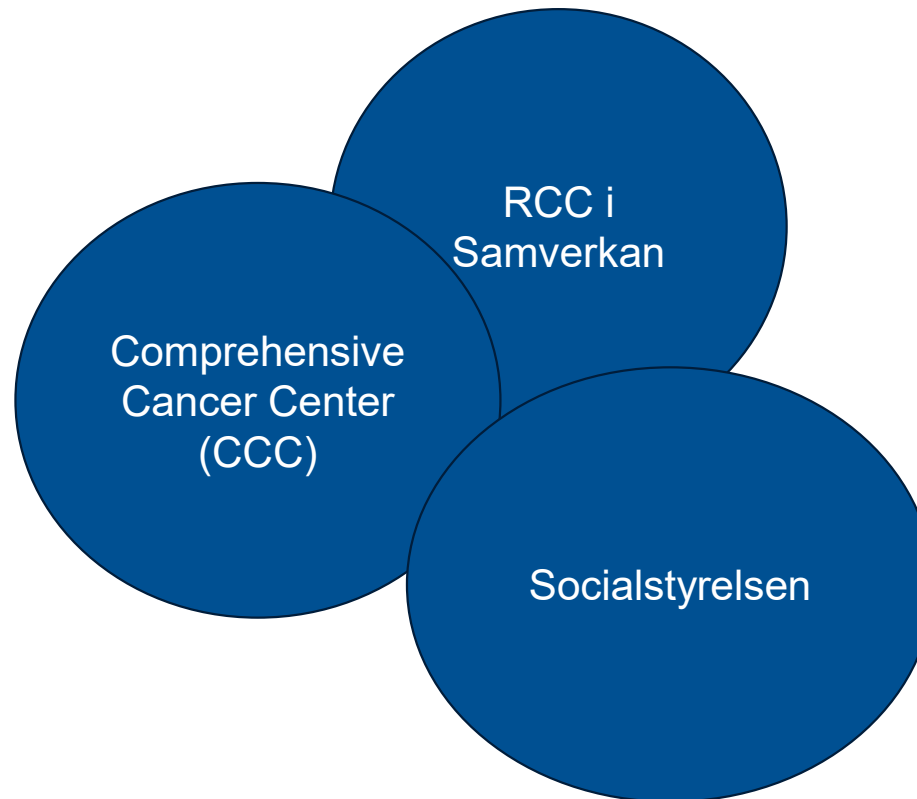 RCC i
Samverkan
Comprehensive
Cancer Center
(CCC)
Socialstyrelsen